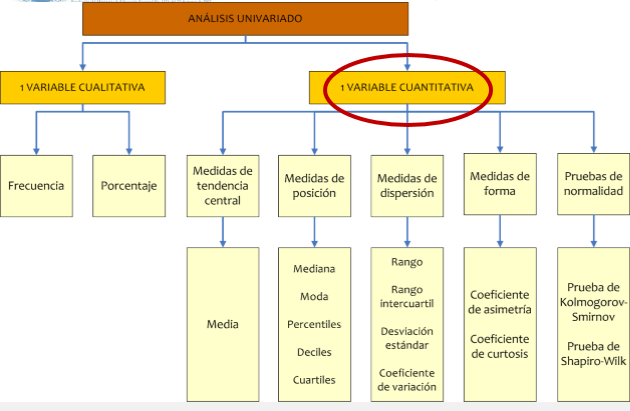 ANÁLISIS UNIVARIADO
1 VARIABLE CUALITATIVA
1 VARIABLE CUANTITATIVA
Frecuencia
Porcentaje
Medidas de
tendencia
central
Medidas de
posición
Medidas de
dispersión
Medidas de
forma
Pruebas de
normalidad
Media
Mediana
Moda
Percentiles
Deciles
Cuartiles
Rango
Rango
intercuartil
Desviación
estándar
Coeficiente
de variación
Coeficiente
de asimetría
Coeficiente
de curtosis
Prueba de
Kolmogorov-
Smirnov
Prueba de
Shapiro-Wilk